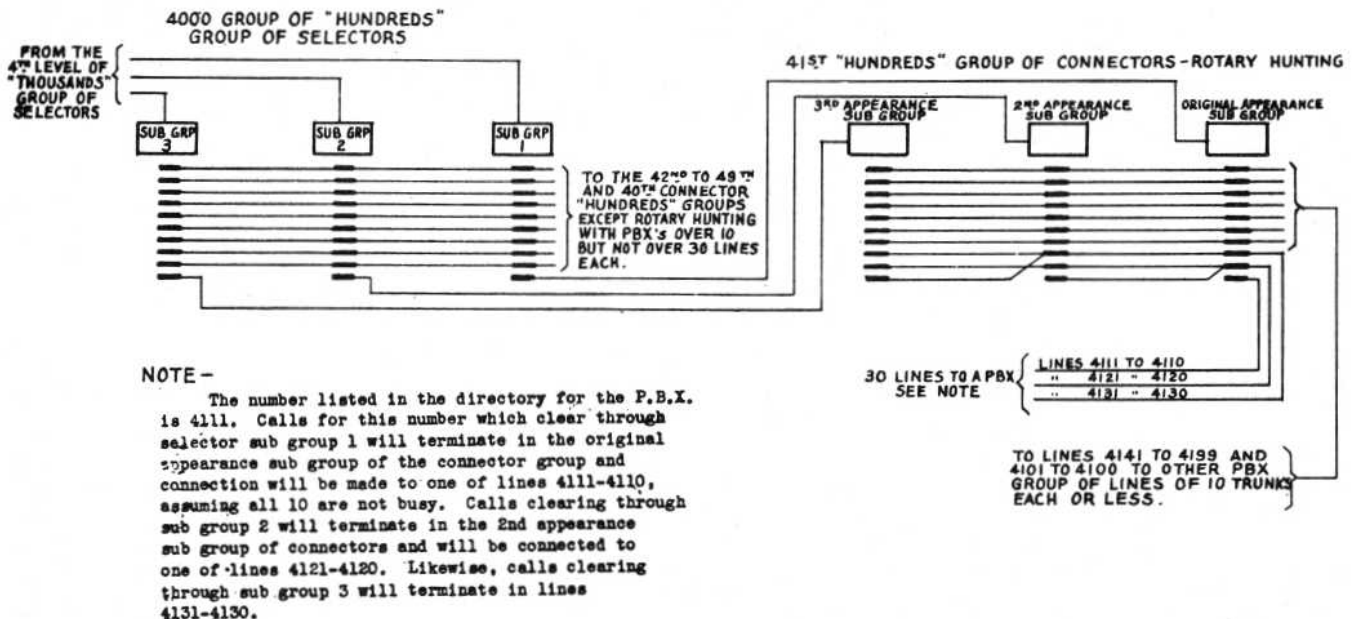 4000 GROUP OF "HUNDREDS"
GROUP OF SELECTORS
FROM THE
4TH LEVEL OF
"THOUSANDS"
GROUP OF
SELECTORS
SUB GRP
3
SUB GRP
2
SUB GRP
1
TO THE 42ND TO 49TH
AND 40TH CONNECTOR
"HUNDREDS" GROUPS
EXCEPT ROTARY HUNTING
WITH PBX's OVER 10
BUT NOT OVER 30 LINES
EACH.
41ST "HUNDREDS" GROUP OF CONNECTORS-ROTARY HUNTING
3RD APPEARANCE
SUB GROUP
2ND APPEARANCE
SUB GROUP
ORIGINAL APPEARANCE
SUB GROUP
30 LINES TO A PBX
SEE NOTE
LINES 4111 TO 4110
" 4121 " 4120
" 4131 " 4130
TO LINES 4141 TO 4199 AND
4101 TO 4100 TO OTHER PBX
GROUP OF LINES OF 10 TRUNKS
EACH OR LESS.
NOTE-
The number listed in the directory for the P.B.X.
is 4111. Calls for this number which clear through
selector sub group 1 will terminate in the original
appearance sub group of the connector group and
connection will be made to one of lines 4111-4110,
assuming all 10 are not busy. Calls clearing through
sub group 2 will terminate in the 2nd appearance
sub group of connectors and will be connected to
one of lines 4121-4120. Likewise, calls clearing
through sub group 3 will terminate in lines
4131-4130.